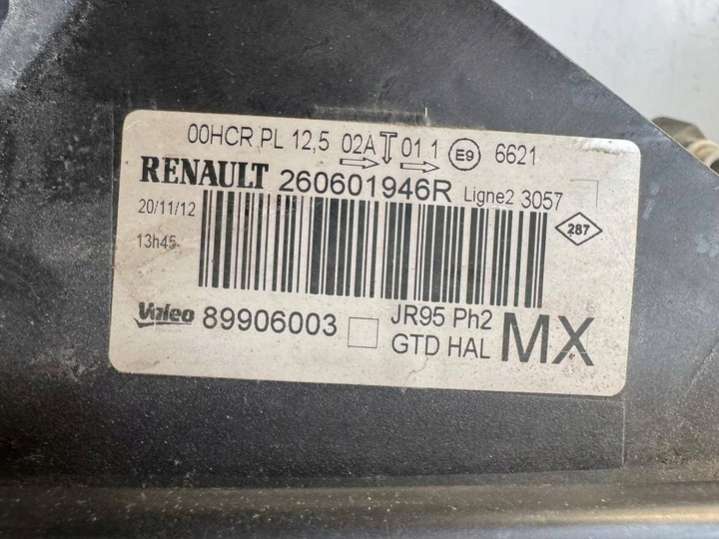 00HCR PL 12,5 02A 01 1 E9 6621
RENAULT 260601946R Ligne2 3057
20/11/12
287
13h45
Valeo 89906003 JR95 Ph2
GTD HAL MX